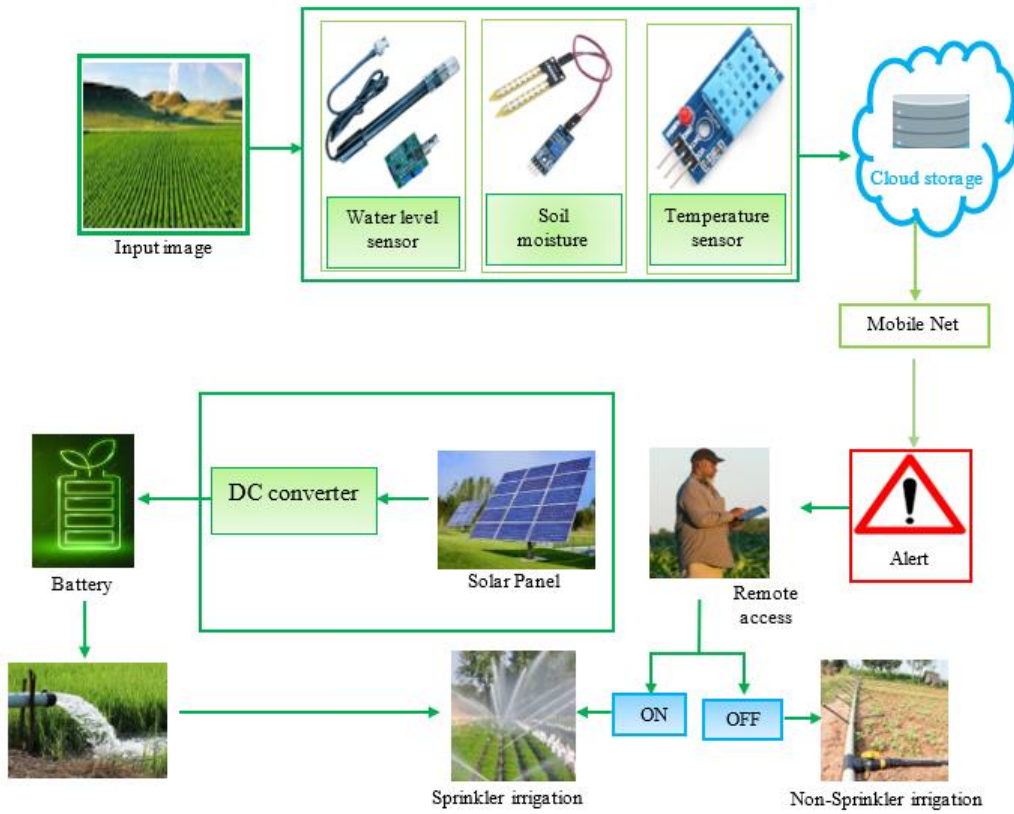 Input image
Water level
sensor
Soil
moisture
Temperature
sensor
Cloud storage
Mobile Net
Alert
Remote
access
Solar Panel
DC converter
Battery
ON
OFF
Sprinkler irrigation
Non-Sprinkler irrigation